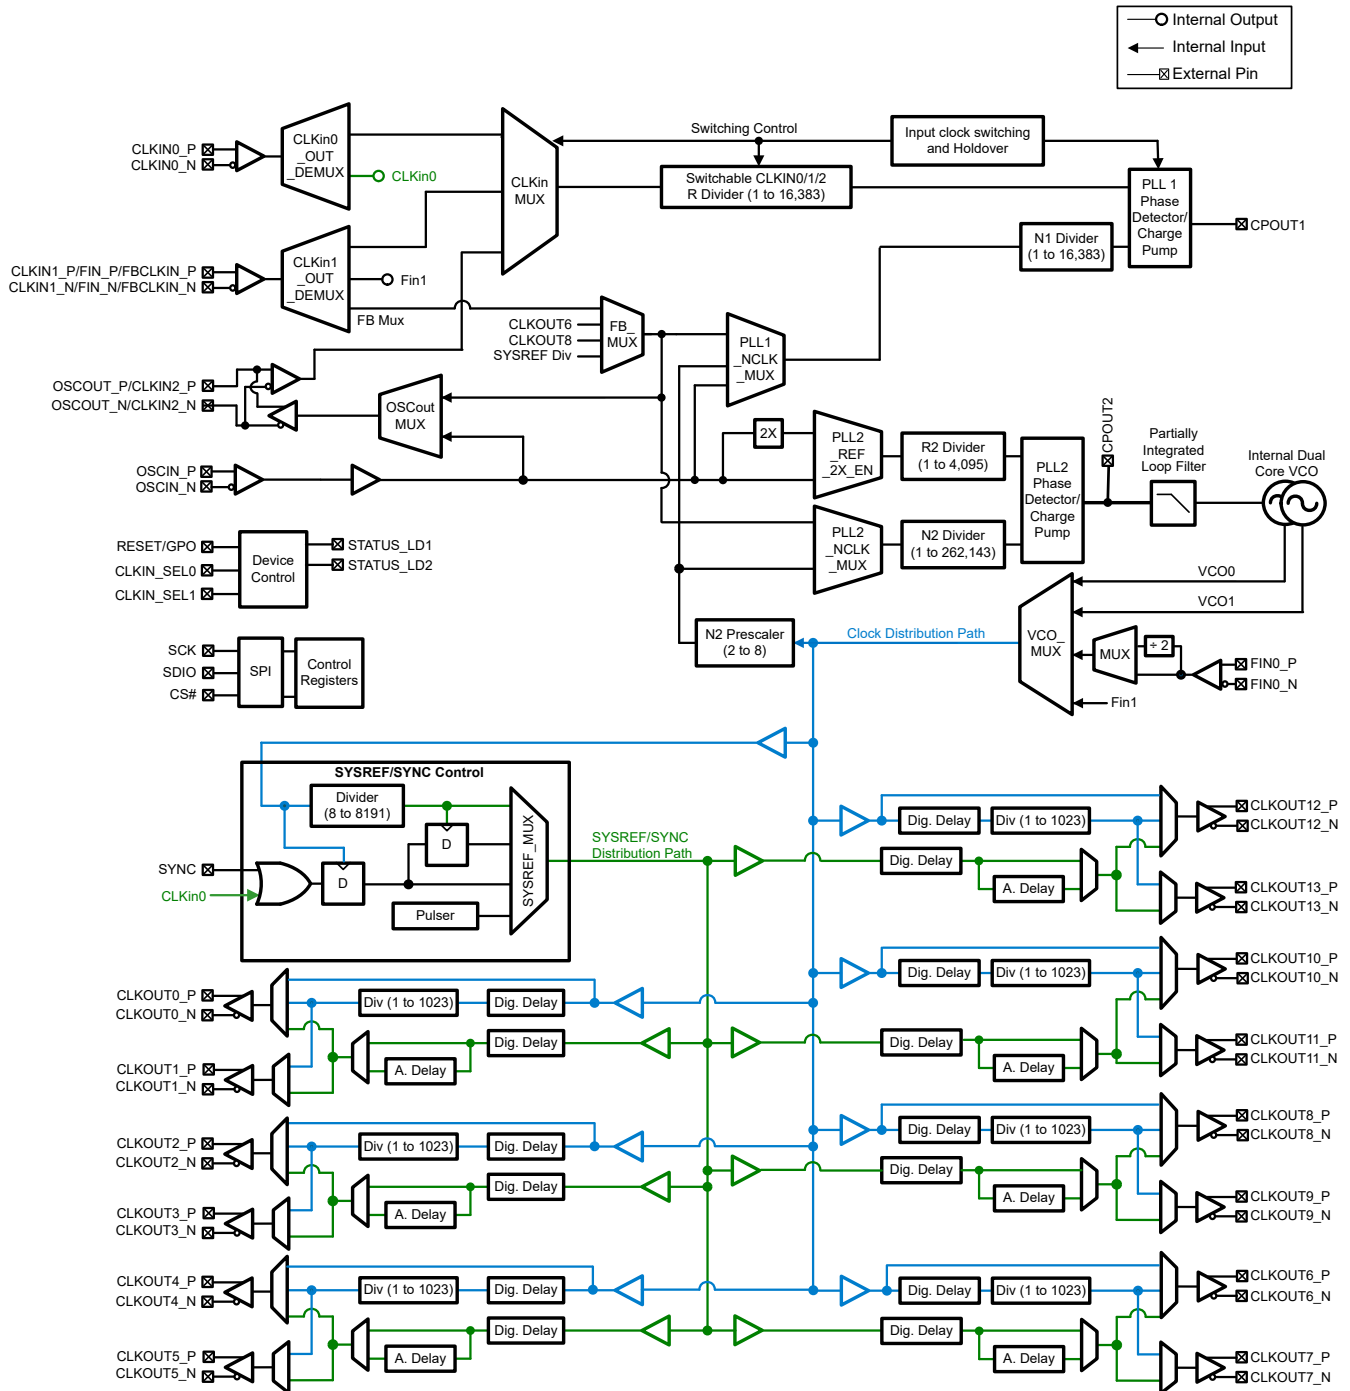 Internal Output
Internal Input
External Pin
CLKIN0_P
CLKIN0_N
CLKin0
_OUT
_DEMUX
CLKin0
CLKin
MUX
Switching Control
Input clock switching
and Holdover
Switchable CLKIN0/1/2
R Divider (1 to 16,383)
PLL 1
Phase
Detector/
Charge
Pump
CPOUT1
N1 Divider
(1 to 16,383)
CLKIN1_P/FIN_P/FBCLKIN_P
CLKIN1_N/FIN_N/FBCLKIN_N
CLKin1
_OUT
_DEMUX
Fin1
FB Mux
CLKOUT6
CLKOUT8
SYSREF Div
FB_
MUX
PLL1
_NCLK
_MUX
OSCOUT_P/CLKIN2_P
OSCOUT_N/CLKIN2_N
OSCout
MUX
OSCIN_P
OSCIN_N
2X
PLL2
_REF
_2X_EN
R2 Divider
(1 to 4,095)
PLL2
Phase
Detector/
Charge
Pump
CPOUT2
Partially
Integrated
Loop Filter
Internal Dual
Core VCO
PLL2
_NCLK
_MUX
N2 Divider
(1 to 262,143)
RESET/GPO
CLKIN_SEL0
CLKIN_SEL1
Device
Control
STATUS_LD1
STATUS_LD2
VCO0
VCO1
SCK
SDIO
CS#
SPI
Control
Registers
N2 Prescaler
(2 to 8)
Clock Distribution Path
VCO_
MUX
MUX
÷ 2
FIN0_P
FIN0_N
Fin1
SYSREF/SYNC Control
Divider
(8 to 8191)
D
SYSREF_MUX
SYNC
CLKin0
D
Pulser
SYSREF/SYNC
Distribution Path
Dig. Delay
Div (1 to 1023)
CLKOUT12_P
CLKOUT12_N
Dig. Delay
A. Delay
CLKOUT13_P
CLKOUT13_N
Dig. Delay
Div (1 to 1023)
CLKOUT10_P
CLKOUT10_N
Dig. Delay
A. Delay
CLKOUT11_P
CLKOUT11_N
CLKOUT0_P
CLKOUT0_N
Div (1 to 1023)
Dig. Delay
Dig. Delay
A. Delay
CLKOUT1_P
CLKOUT1_N
Dig. Delay
Div (1 to 1023)
CLKOUT8_P
CLKOUT8_N
Dig. Delay
A. Delay
CLKOUT9_P
CLKOUT9_N
CLKOUT2_P
CLKOUT2_N
Div (1 to 1023)
Dig. Delay
Dig. Delay
A. Delay
CLKOUT3_P
CLKOUT3_N
Dig. Delay
Div (1 to 1023)
CLKOUT6_P
CLKOUT6_N
Dig. Delay
A. Delay
CLKOUT7_P
CLKOUT7_N
CLKOUT4_P
CLKOUT4_N
Div (1 to 1023)
Dig. Delay
Dig. Delay
A. Delay
CLKOUT5_P
CLKOUT5_N